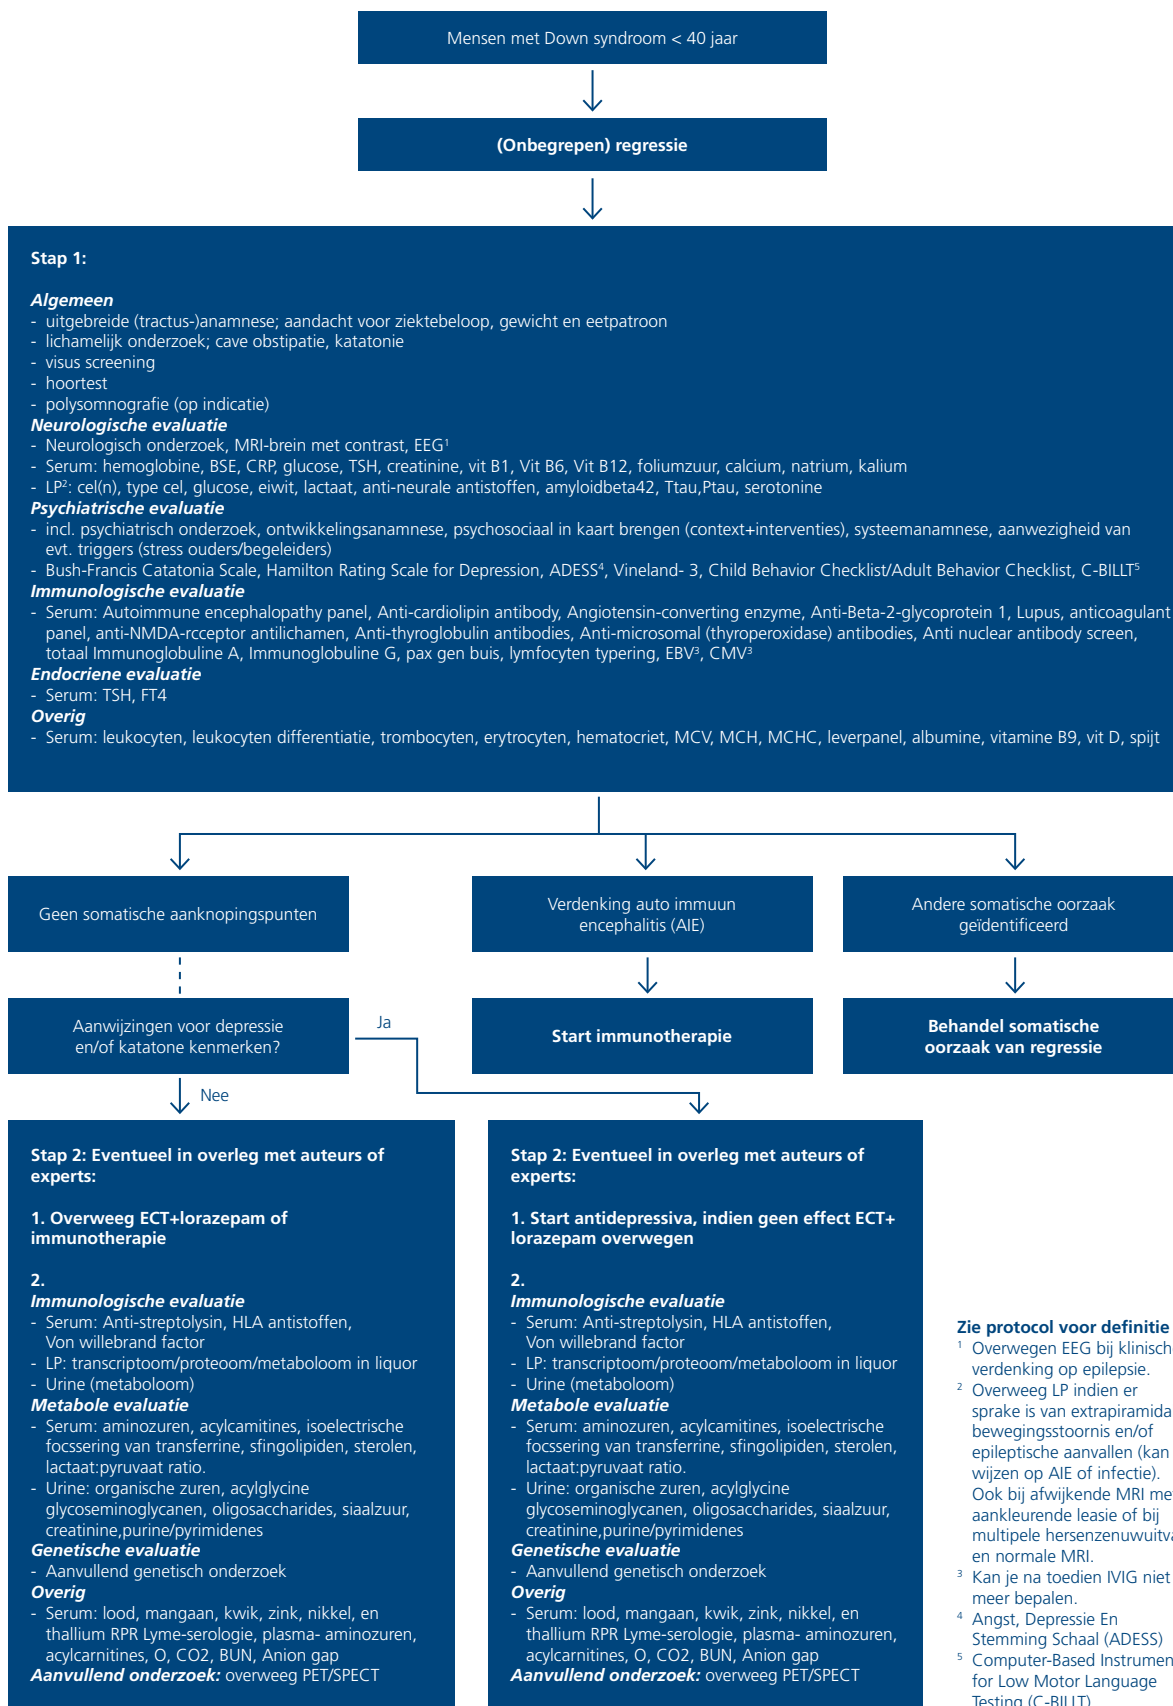 Mensen met Down syndroom < 40 jaar
(Onbegrepen) regressie
Stap 1:
Algemeen
- uitgebreide (tractus-)anamnese; aandacht voor ziektebeloop, gewicht en eetpatroon
- lichamelijk onderzoek; cave obstipatie, katatonie
- visus screening
- hoortest
- polysomnografie (op indicatie)
Neurologische evaluatie
- Neurologisch onderzoek, MRI-brein met contrast, EEG¹
- Serum: hemoglobine, BSE, CRP, glucose, TSH, creatinine, vit B1, Vit B6, Vit B12, foliumzuur, calcium, natrium, kalium
- LP²: cel(n), type cel, glucose, eiwit, lactaat, anti-neurale antistoffen, amyloidbeta42, Ttau,Ptau, serotonine
Psychiatrische evaluatie
- incl. psychiatrisch onderzoek, ontwikkelingsanamnese, psychosociaal in kaart brengen (context+interventies), systeemanamnese, aanwezigheid van
evt. triggers (stress ouders/begeleiders)
- Bush-Francis Catatonia Scale, Hamilton Rating Scale for Depression, ADESS⁴, Vineland- 3, Child Behavior Checklist/Adult Behavior Checklist, C-BILLT⁵
Immunologische evaluatie
- Serum: Autoimmune encephalopathy panel, Anti-cardiolipin antibody, Angiotensin-converting enzyme, Anti-Beta-2-glycoprotein 1, Lupus, anticoagulant
panel, anti-NMDA-rcceptor antilichamen, Anti-thyroglobulin antibodies, Anti-microsomal (thyroperoxidase) antibodies, Anti nuclear antibody screen,
totaal Immunoglobuline A, Immunoglobuline G, pax gen buis, lymfocyten typering, EBV³, CMV³
Endocriene evaluatie
- Serum: TSH, FT4
Overig
- Serum: leukocyten, leukocyten differentiatie, trombocyten, erytrocyten, hematocriet, MCV, MCH, MCHC, leverpanel, albumine, vitamine B9, vit D, spijt
Geen somatische aanknopingspunten
Verdenking auto immuun
encephalitis (AIE)
Andere somatische oorzaak
geïdentificeerd
Aanwijzingen voor depressie
en/of katatone kenmerken?
Ja
Start immunotherapie
Behandel somatische
oorzaak van regressie
Nee
Stap 2: Eventueel in overleg met auteurs of
experts:
1. Overweeg ECT+lorazepam of
immunotherapie
2.
Immunologische evaluatie
- Serum: Anti-streptolysin, HLA antistoffen,
Von willebrand factor
- LP: transcriptoom/proteoom/metaboloom in liquor
- Urine (metaboloom)
Metabole evaluatie
- Serum: aminozuren, acylcamitines, isoelectrische
focssering van transferrine, sfingolipiden, sterolen,
lactaat:pyruvaat ratio.
- Urine: organische zuren, acylglycine
glycoseminoglycanen, oligosaccharides, siaalzuur,
creatinine,purine/pyrimidenes
Genetische evaluatie
- Aanvullend genetisch onderzoek
Overig
- Serum: lood, mangaan, kwik, zink, nikkel, en
thallium RPR Lyme-serologie, plasma- aminozuren,
acylcarnitines, O, CO2, BUN, Anion gap
Aanvullend onderzoek: overweeg PET/SPECT
Stap 2: Eventueel in overleg met auteurs of
experts:
1. Start antidepressiva, indien geen effect ECT+
lorazepam overwegen
2.
Immunologische evaluatie
- Serum: Anti-streptolysin, HLA antistoffen,
Von willebrand factor
- LP: transcriptoom/proteoom/metaboloom in liquor
- Urine (metaboloom)
Metabole evaluatie
- Serum: aminozuren, acylcamitines, isoelectrische
focssering van transferrine, sfingolipiden, sterolen,
lactaat:pyruvaat ratio.
- Urine: organische zuren, acylglycine
glycoseminoglycanen, oligosaccharides, siaalzuur,
creatinine,purine/pyrimidenes
Genetische evaluatie
- Aanvullend genetisch onderzoek
Overig
- Serum: lood, mangaan, kwik, zink, nikkel, en
thallium RPR Lyme-serologie, plasma- aminozuren,
acylcarnitines, O, CO2, BUN, Anion gap
Aanvullend onderzoek: overweeg PET/SPECT
Zie protocol voor definitie
¹ Overwegen EEG bij klinisch
verdenking op epilepsie.
² Overweeg LP indien er
sprake is van extrapiramida
bewegingsstoornis en/of
epileptische aanvallen (kan
wijzen op AIE of infectie).
Ook bij afwijkende MRI me
aankleurende leasie of bij
multipele hersenzenuwuitva
en normale MRI.
³ Kan je na toedien IVIG niet
meer bepalen.
⁴ Angst, Depressie En
Stemming Schaal (ADESS)
⁵ Computer-Based Instrumen
for Low Motor Language
Testing (C-BILLT)